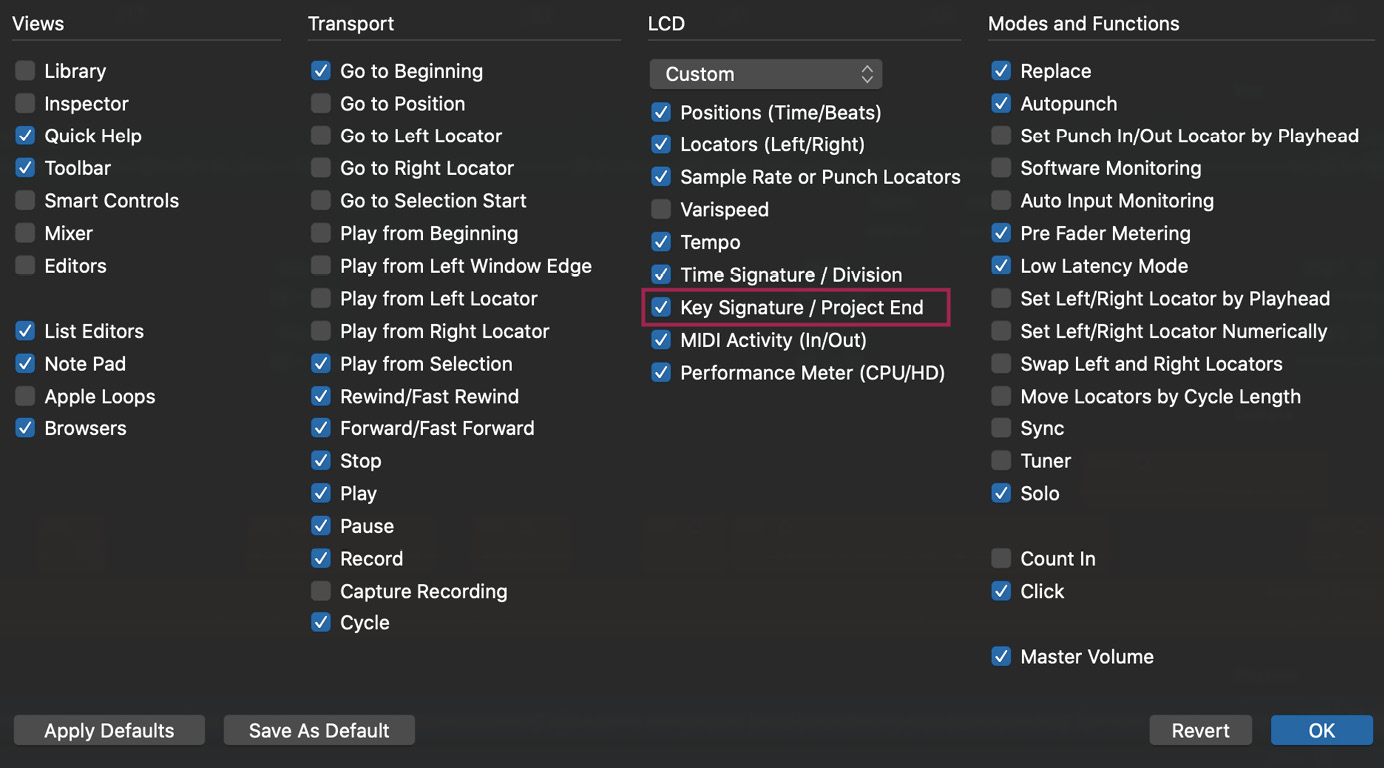 Views
Library
Inspector
Quick Help
Toolbar
Smart Controls
Mixer
Editors
List Editors
Note Pad
Apple Loops
Browsers
Transport
Go to Beginning
Go to Position
Go to Left Locator
Go to Right Locator
Go to Selection Start
Play from Beginning
Play from Left Window Edge
Play from Left Locator
Play from Right Locator
Play from Selection
Rewind/Fast Rewind
Forward/Fast Forward
Stop
Play
Pause
Record
Capture Recording
Cycle
LCD
Custom
Positions (Time/Beats)
Locators (Left/Right)
Sample Rate or Punch Locators
Varispeed
Tempo
Time Signature / Division
Key Signature / Project End
MIDI Activity (In/Out)
Performance Meter (CPU/HD)
Modes and Functions
Replace
Autopunch
Set Punch In/Out Locator by Playhead
Software Monitoring
Auto Input Monitoring
Pre Fader Metering
Low Latency Mode
Set Left/Right Locator by Playhead
Set Left/Right Locator Numerically
Swap Left and Right Locators
Move Locators by Cycle Length
Sync
Tuner
Solo
Count In
Click
Master Volume
Apply Defaults
Save As Default
Revert
OK